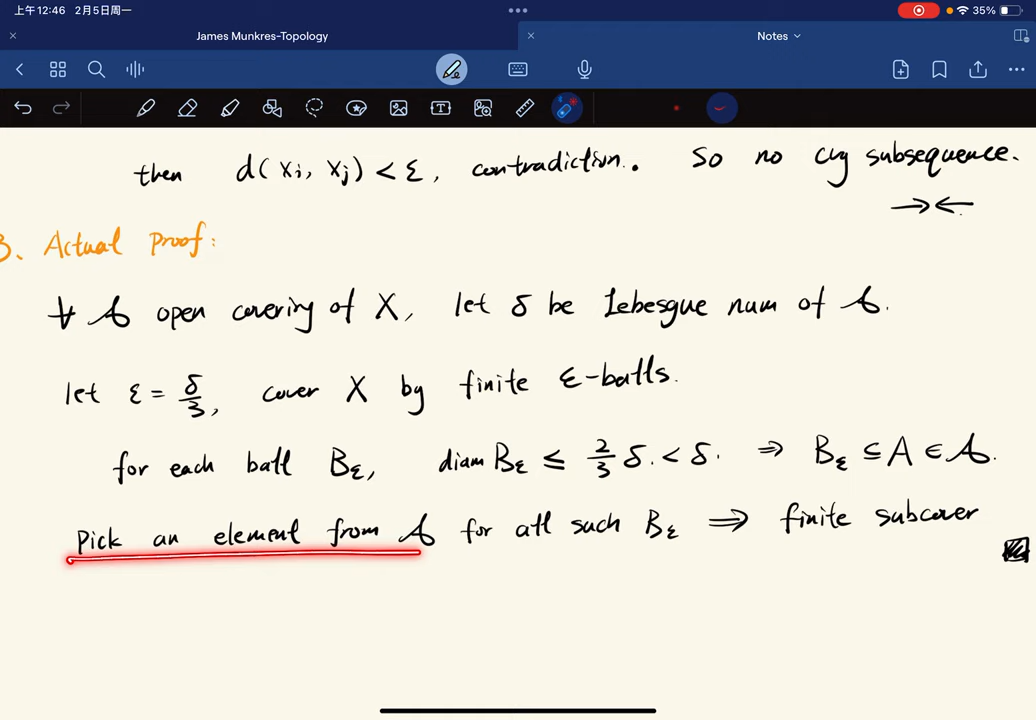 上午12:46 2月5日周一
35%
James Munkres-Topology
Notes
then d(xi, xj) < ε, contradiction. So no cvg subsequence.
→←
3. Actual Proof:
∀ 𝒜 open covering of X, let δ be Lebesgue num of 𝒜.
let ε = δ/3, cover X by finite ε-balls.
for each ball Bε, diam Bε ≤ 2/3 δ. < δ. ⇒ Bε ⊆ A ∈ 𝒜.
Pick an element from 𝒜 for all such Bε ⇒ finite subcover